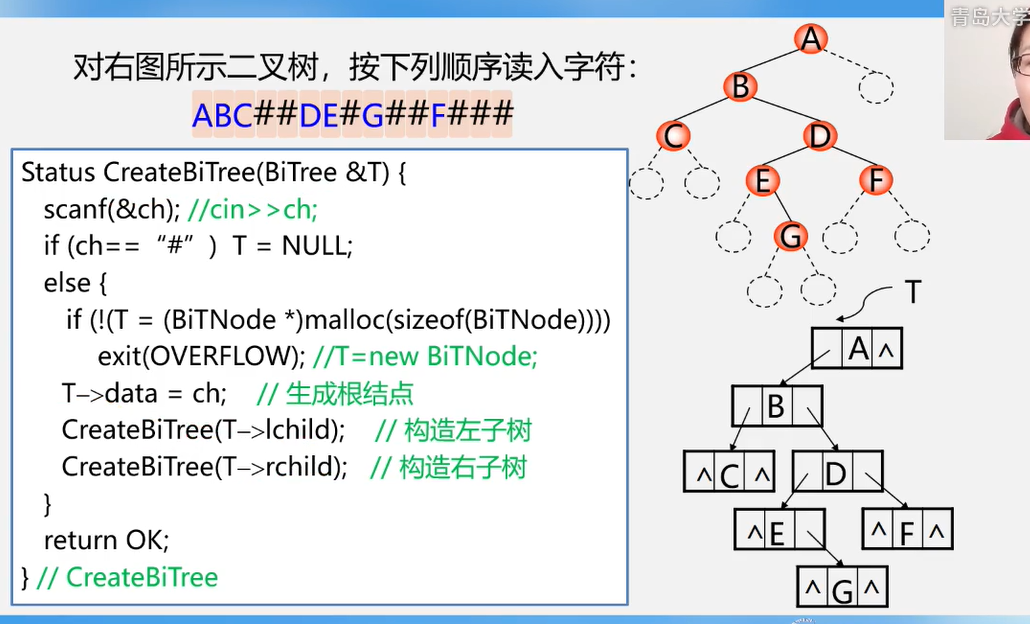 青岛大学
对右图所示二叉树，按下列顺序读入字符：
ABC##DE#G##F###
Status CreateBiTree(BiTree &T) {
scanf(&ch); //cin>>ch;
if (ch== “#” ) T = NULL;
else {
if (!(T = (BiTNode *)malloc(sizeof(BiTNode))))
exit(OVERFLOW); //T=new BiTNode;
T–>data = ch; // 生成根结点
CreateBiTree(T–>lchild); // 构造左子树
CreateBiTree(T–>rchild); // 构造右子树
}
return OK;
} // CreateBiTree
A
B
C D
E F
G
T
A ^
B
^ C ^ D
^ E ^ F ^
^ G ^